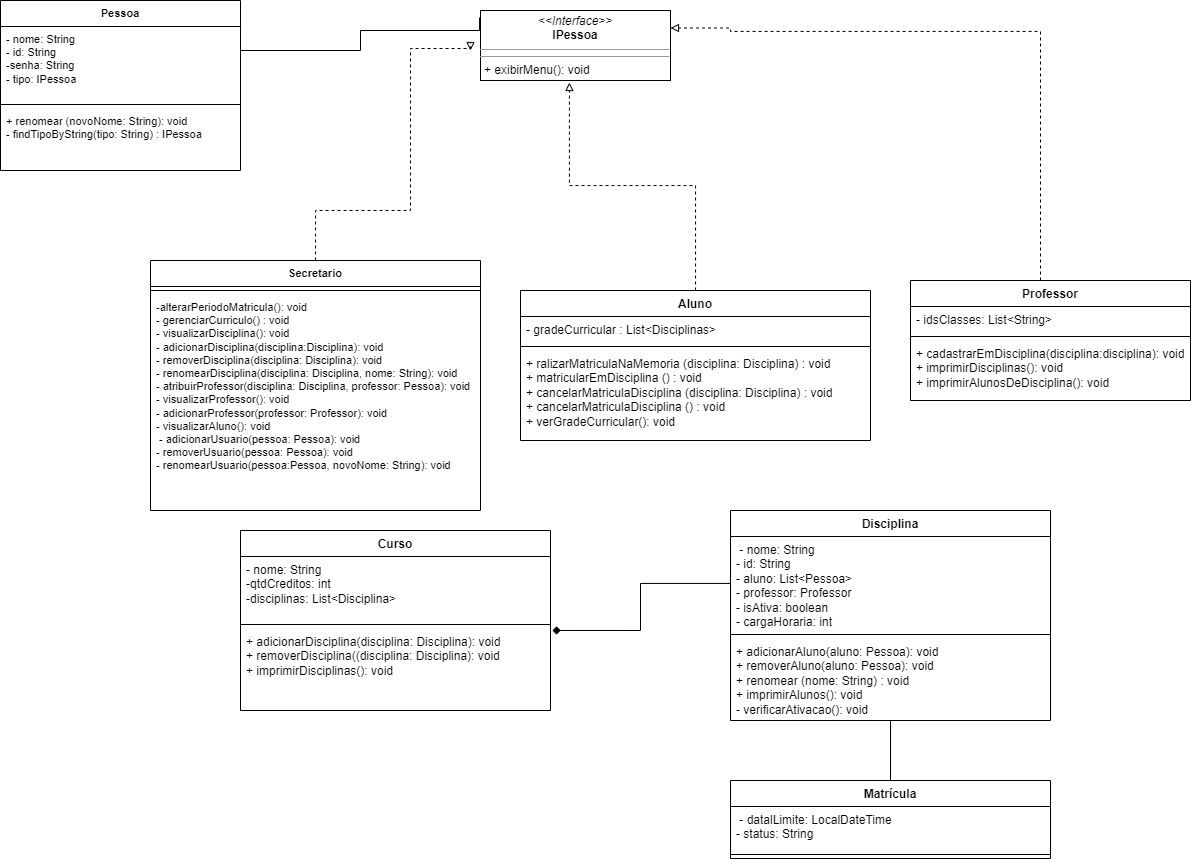 Pessoa
- nome: String
- id: String
-senha: String
- tipo: IPessoa
+ renomear (novoNome: String): void
- findTipoByString(tipo: String) : IPessoa
<<Interface>>
IPessoa
+ exibirMenu(): void
Secretario
-alterarPeriodoMatricula(): void
- gerenciarCurriculo() : void
- visualizarDisciplina():
- adicionarDisciplina(disciplina:Disciplina): void
- removerDisciplina(disciplina: Disciplina): void
- renomearDisciplina(disciplina: Disciplina, nome: String): void
- atribuirProfessor(disciplina: Disciplina, professor: Pessoa): void
- visualizarProfessor(): void
- adicionarProfessor(professor: Professor): void
- visualizarAluno(): void
- adicionarUsuario(pessoa: Pessoa): void
- removerUsuario(pessoa: Pessoa): void
- renomearUsuario(pessoa:Pessoa, novoNome: String): void
Aluno
- gradeCurricular : List<Disciplinas>
+ ralizarMatriculaNaMemoria (disciplina: Disciplina) : void
+ matricularEmDisciplina () : void
+ cancelarMatriculaDisciplina (disciplina: Disciplina) : void
+ cancelarMatriculaDisciplina () : void
+ verGradeCurricular(): void
Professor
- idsClasses: List<String>
+ cadastrarEmDisciplina(disciplina:disciplina): void
+ imprimirDisciplinas(): void
+ imprimirAlunosDeDisciplina(): void
Curso
- nome: String
-qtdCreditos: int
-disciplinas: List<Disciplina>
+ adicionarDisciplina(disciplina: Disciplina): void
+ removerDisciplina((disciplina: Disciplina): void
+ imprimirDisciplinas(): void
Disciplina
- nome: String
- id: String
- aluno: List<Pessoa>
- professor: Professor
- isAtiva: boolean
- cargaHoraria: int
+ adicionarAluno(aluno: Pessoa): void
+ removerAluno(aluno: Pessoa): void
+ renomear (nome: String) : void
+ imprimirAlunos(): void
- verificarAtivacao(): void
Matrícula
- dataLimite: LocalDateTime
- status: String